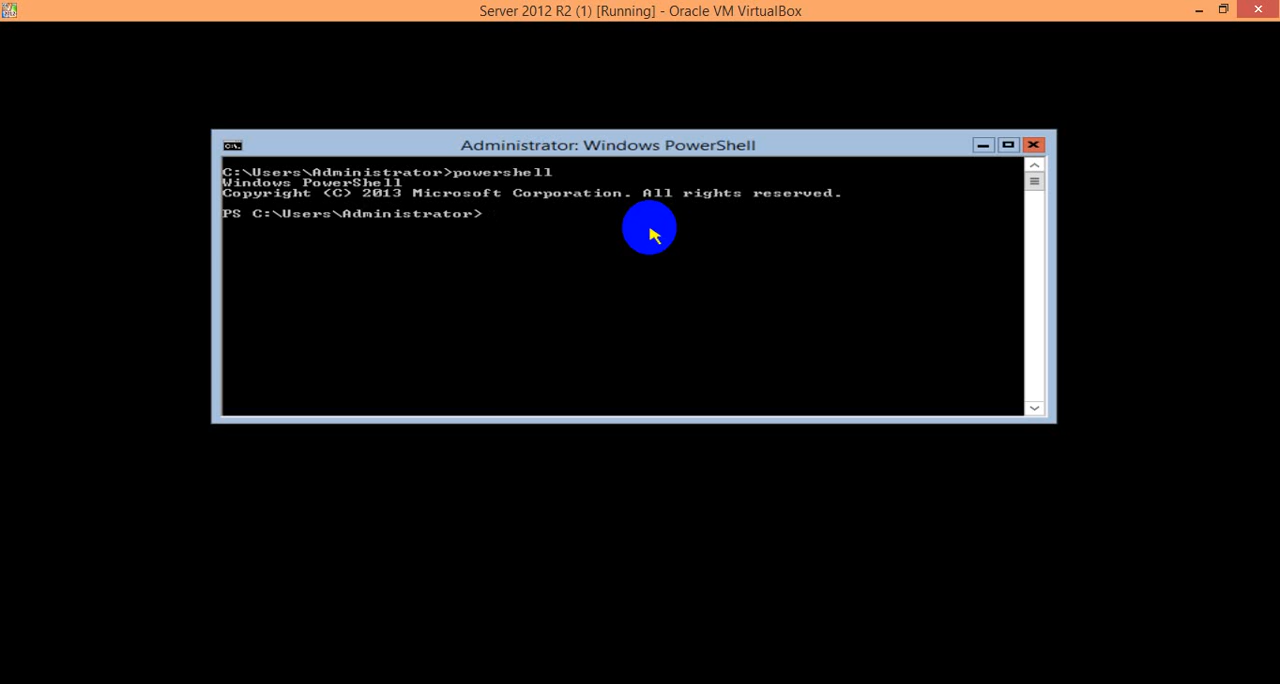 Server 2012 R2 (1) [Running] - Oracle VM VirtualBox
Administrator: Windows PowerShell
C:\Users\Administrator>powershell
Windows PowerShell
Copyright (C) 2013 Microsoft Corporation. All rights reserved.
PS C:\Users\Administrator>